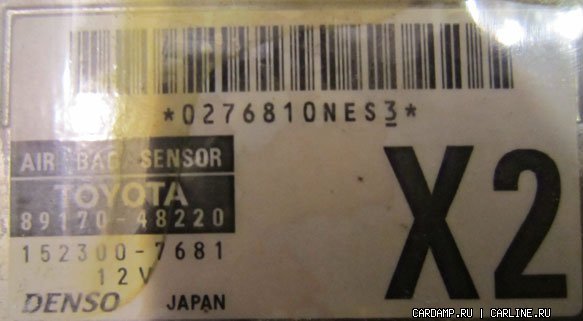 *0276810NES3*
AIR BAG SENSOR
TOYOTA
89170-48220
152300-7681
12V
DENSO JAPAN
X2
CARDAMP.RU | CARLINE.RU